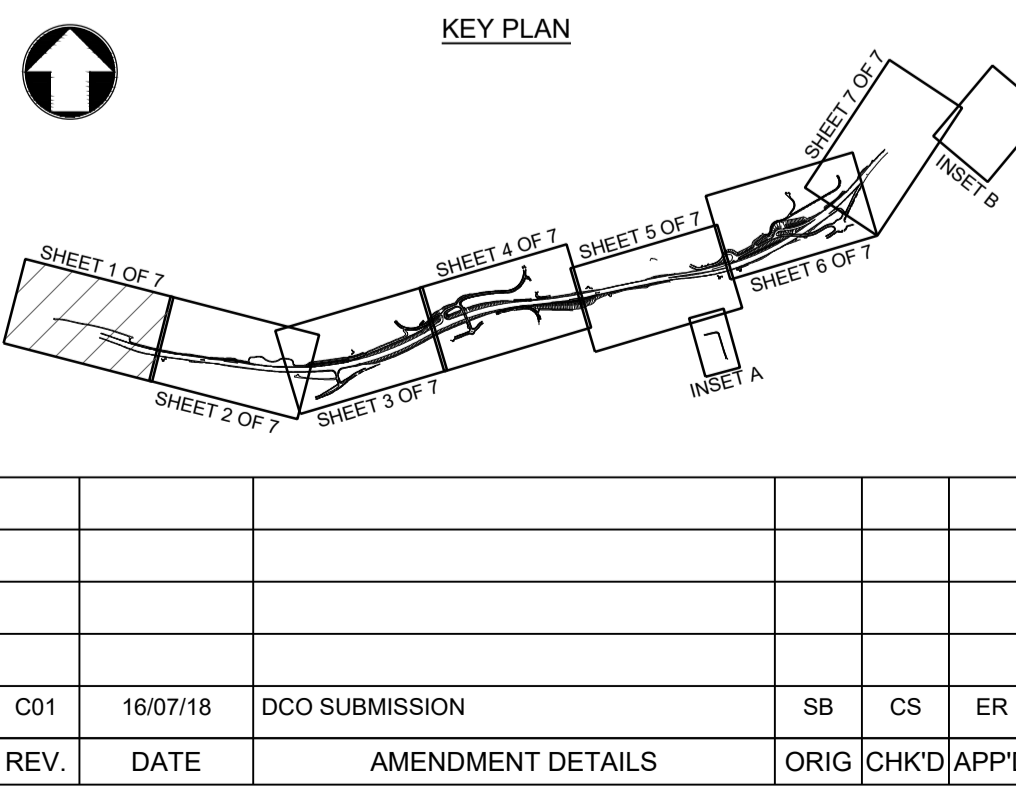 KEY PLAN
SHEET 7 OF 7
INSET B
SHEET 5 OF 7
SHEET 4 OF 7
SHEET 1 OF 7
SHEET 6 OF 7
INSET A
SHEET 3 OF 7
SHEET 2 OF 7
C01 16/07/18 DCO SUBMISSION SB CS ER
REV. DATE AMENDMENT DETAILS ORIG CHK'D APP'D